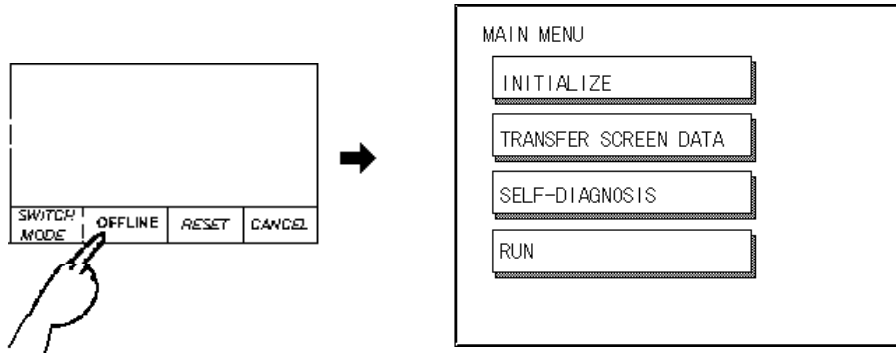 SWITCH
MODE
OFFLINE
RESET
CANCEL
MAIN MENU
INITIALIZE
TRANSFER SCREEN DATA
SELF-DIAGNOSIS
RUN